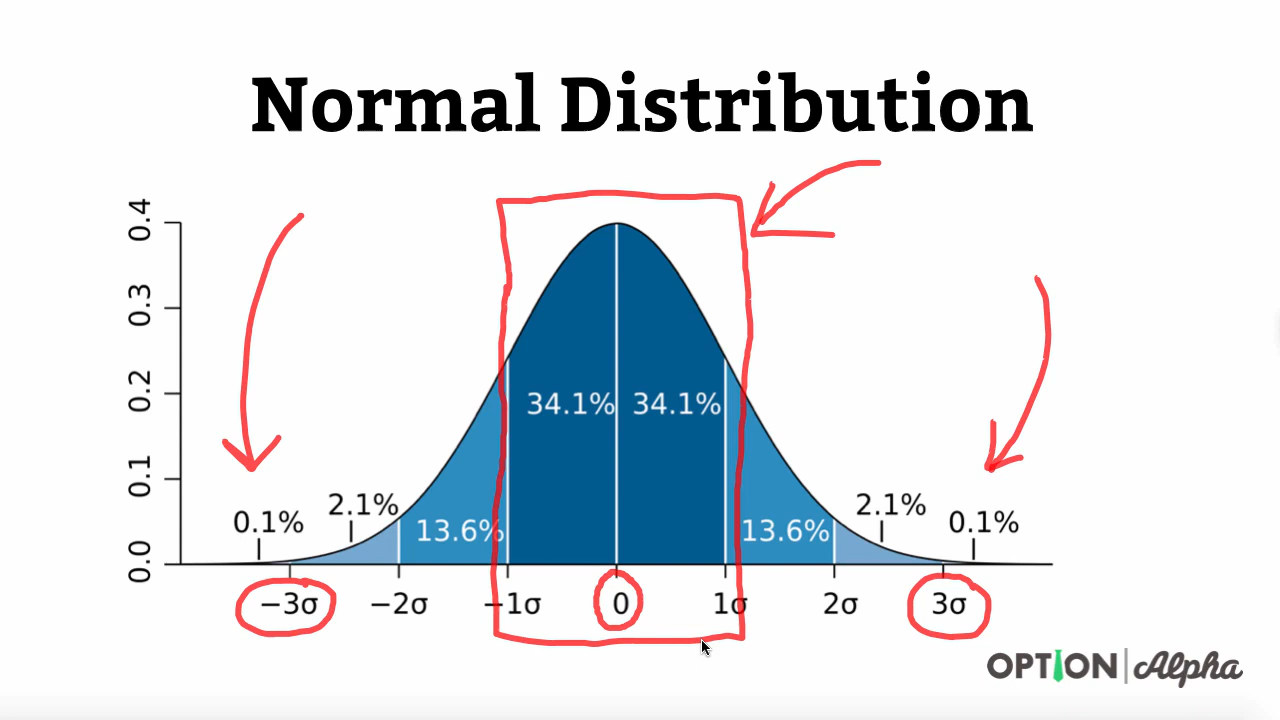 Normal Distribution
0.4
0.3
0.2
0.1
0.0
34.1% 34.1%
0.1% 2.1% 13.6% 13.6% 2.1% 0.1%
−3σ −2σ −1σ 0 1σ 2σ 3σ
OPTION Alpha